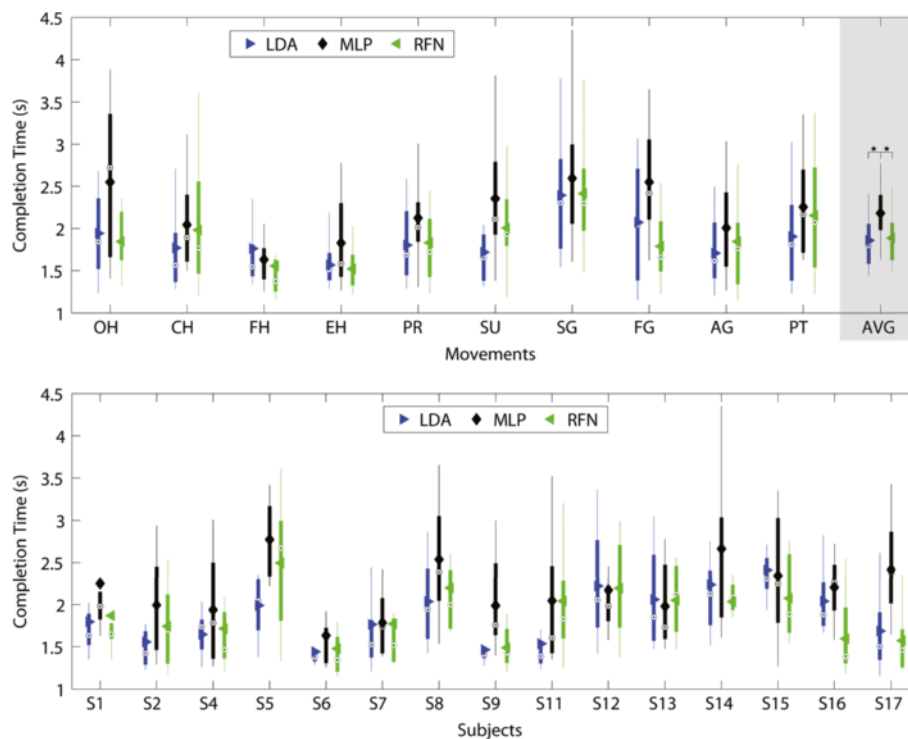 4.5
LDA MLP RFN
4
3.5
Completion Time (s)
3
2.5
* *
2
1.5
1
OH CH FH EH PR SU SG FG AG PT AVG
Movements
4.5
LDA MLP RFN
4
3.5
Completion Time (s)
3
2.5
2
1.5
1
S1 S2 S4 S5 S6 S7 S8 S9 S11 S12 S13 S14 S15 S16 S17
Subjects